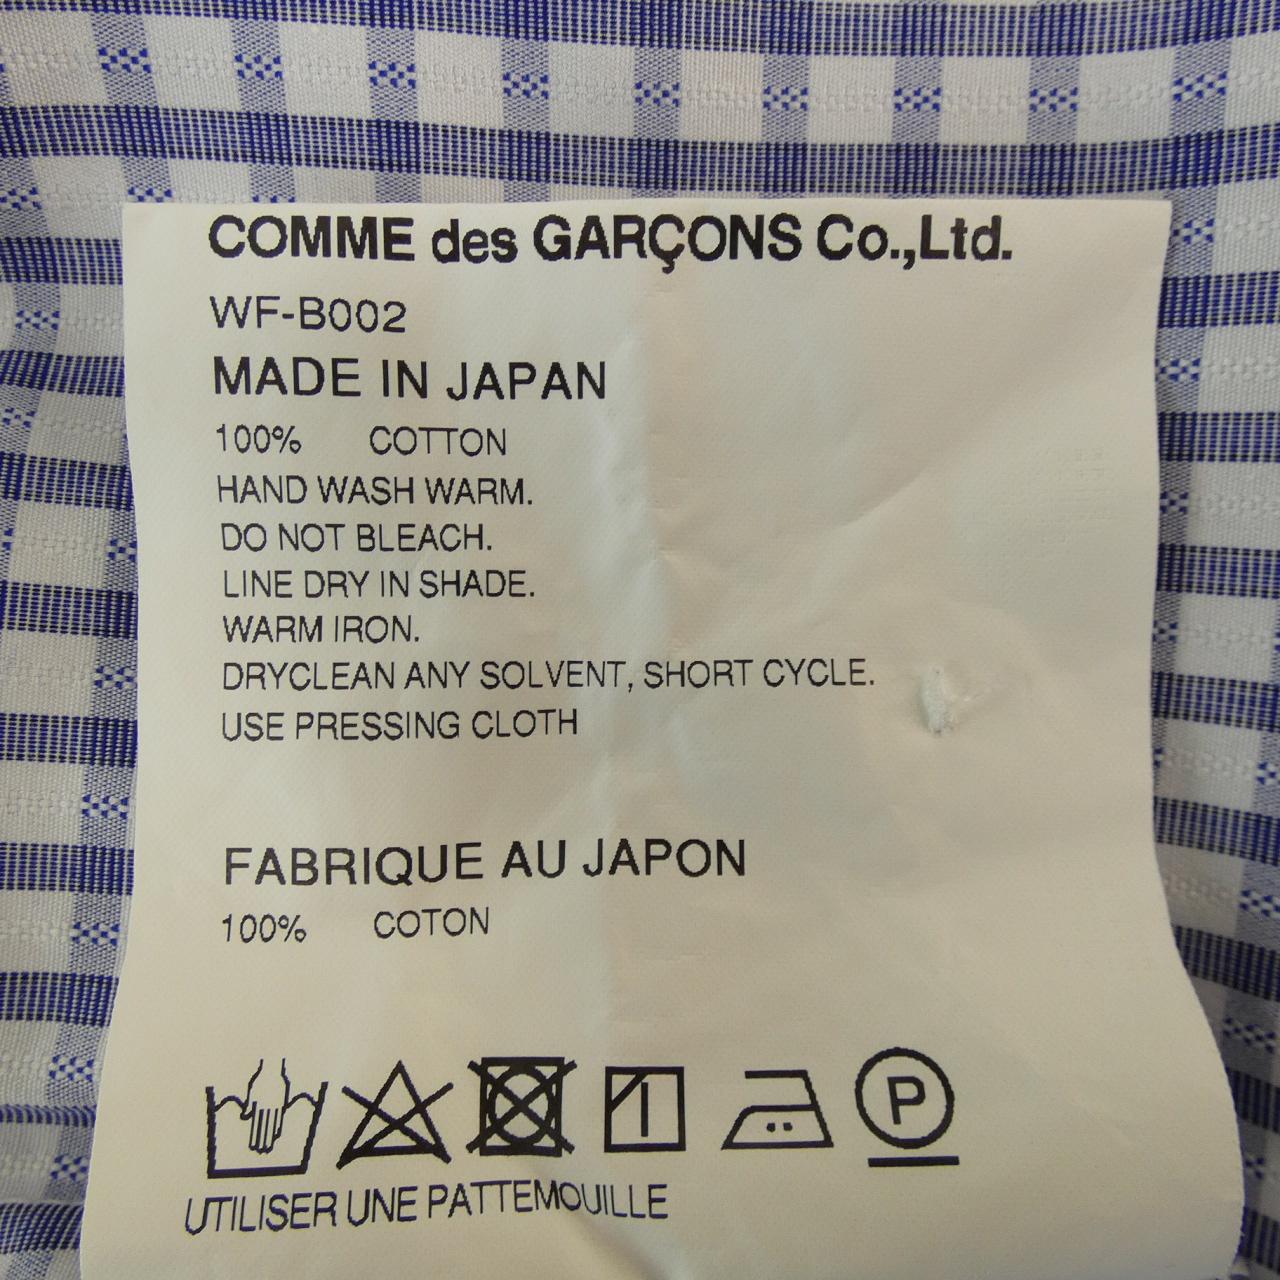 COMME des GARÇONS Co.,Ltd.
WF-B002
MADE IN JAPAN
100% COTTON
HAND WASH WARM.
DO NOT BLEACH.
LINE DRY IN SHADE.
WARM IRON.
DRYCLEAN ANY SOLVENT, SHORT CYCLE.
USE PRESSING CLOTH
FABRIQUE AU JAPON
100% COTON
P
UTILISER UNE PATTEMOUILLE